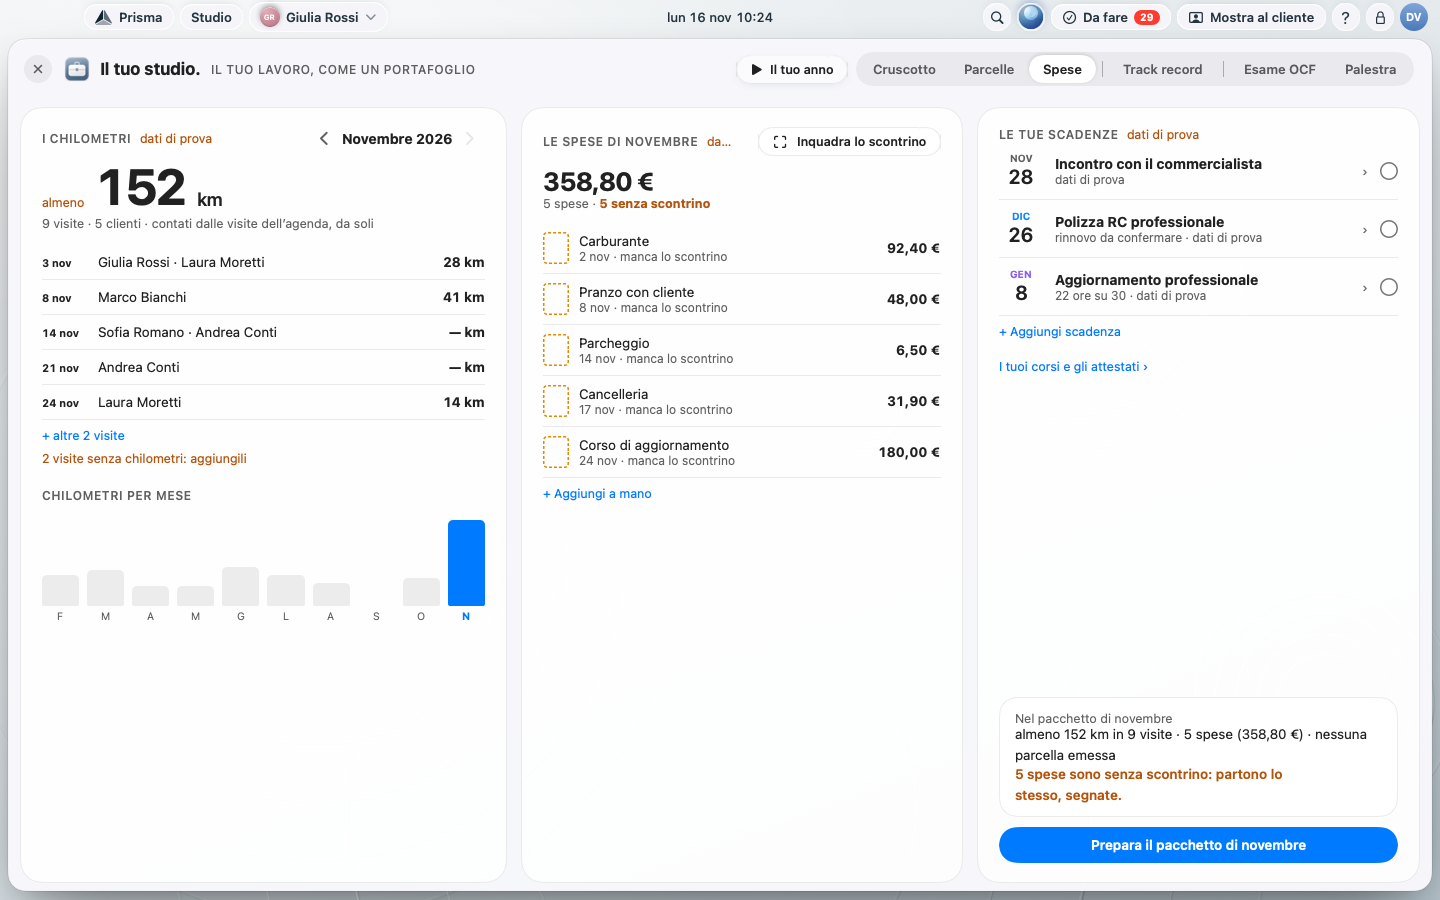 Prisma
Studio
GR Giulia Rossi
lun 16 nov 10:24
Da fare 29
Mostra al cliente
?
DV
Il tuo studio. IL TUO LAVORO, COME UN PORTAFOGLIO
Il tuo anno
Cruscotto
Parcelle
Spese
Track record
Esame OCF
Palestra
I CHILOMETRI dati di prova
Novembre 2026
almeno 152 km
9 visite · 5 clienti · contati dalle visite dell'agenda, da soli
3 nov Giulia Rossi · Laura Moretti 28 km
8 nov Marco Bianchi 41 km
14 nov Sofia Romano · Andrea Conti — km
21 nov Andrea Conti — km
24 nov Laura Moretti 14 km
+ altre 2 visite
2 visite senza chilometri: aggiungili
CHILOMETRI PER MESE
F M A M G L A S O N
LE SPESE DI NOVEMBRE da...
Inquadra lo scontrino
358,80 €
5 spese · 5 senza scontrino
Carburante 92,40 €
2 nov · manca lo scontrino
Pranzo con cliente 48,00 €
8 nov · manca lo scontrino
Parcheggio 6,50 €
14 nov · manca lo scontrino
Cancelleria 31,90 €
17 nov · manca lo scontrino
Corso di aggiornamento 180,00 €
24 nov · manca lo scontrino
+ Aggiungi a mano
LE TUE SCADENZE dati di prova
NOV 28 Incontro con il commercialista ›
dati di prova
DIC 26 Polizza RC professionale ›
rinnovo da confermare · dati di prova
GEN 8 Aggiornamento professionale ›
22 ore su 30 · dati di prova
+ Aggiungi scadenza
I tuoi corsi e gli attestati ›
Nel pacchetto di novembre
almeno 152 km in 9 visite · 5 spese (358,80 €) · nessuna
parcella emessa
5 spese sono senza scontrino: partono lo
stesso, segnate.
Prepara il pacchetto di novembre